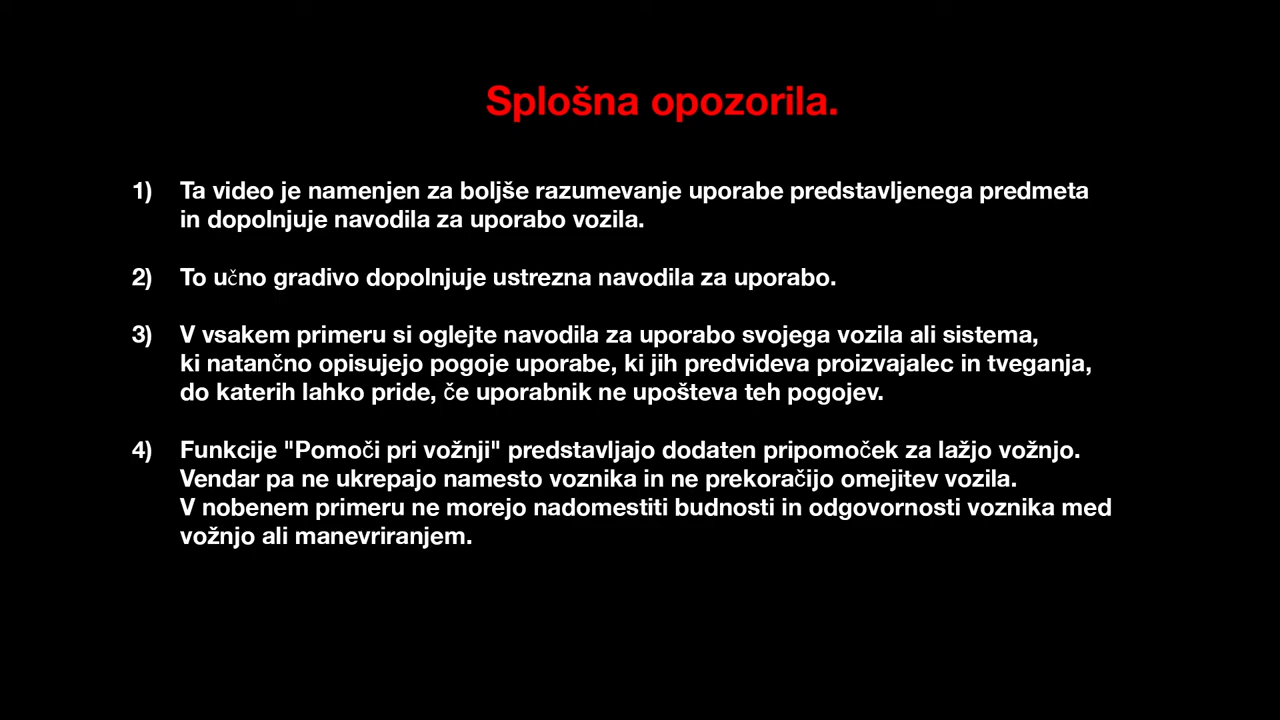 Splošna opozorila.
1) Ta video je namenjen za boljše razumevanje uporabe predstavljenega predmeta
in dopolnjuje navodila za uporabo vozila.
2) To učno gradivo dopolnjuje ustrezna navodila za uporabo.
3) V vsakem primeru si oglejte navodila za uporabo svojega vozila ali sistema,
ki natančno opisujejo pogoje uporabe, ki jih predvideva proizvajalec in tveganja,
do katerih lahko pride, če uporabnik ne upošteva teh pogojev.
4) Funkcije "Pomoči pri vožnji" predstavljajo dodaten pripomoček za lažjo vožnjo.
Vendar pa ne ukrepajo namesto voznika in ne prekoračijo omejitev vozila.
V nobenem primeru ne morejo nadomestiti budnosti in odgovornosti voznika med
vožnjo ali manevriranjem.